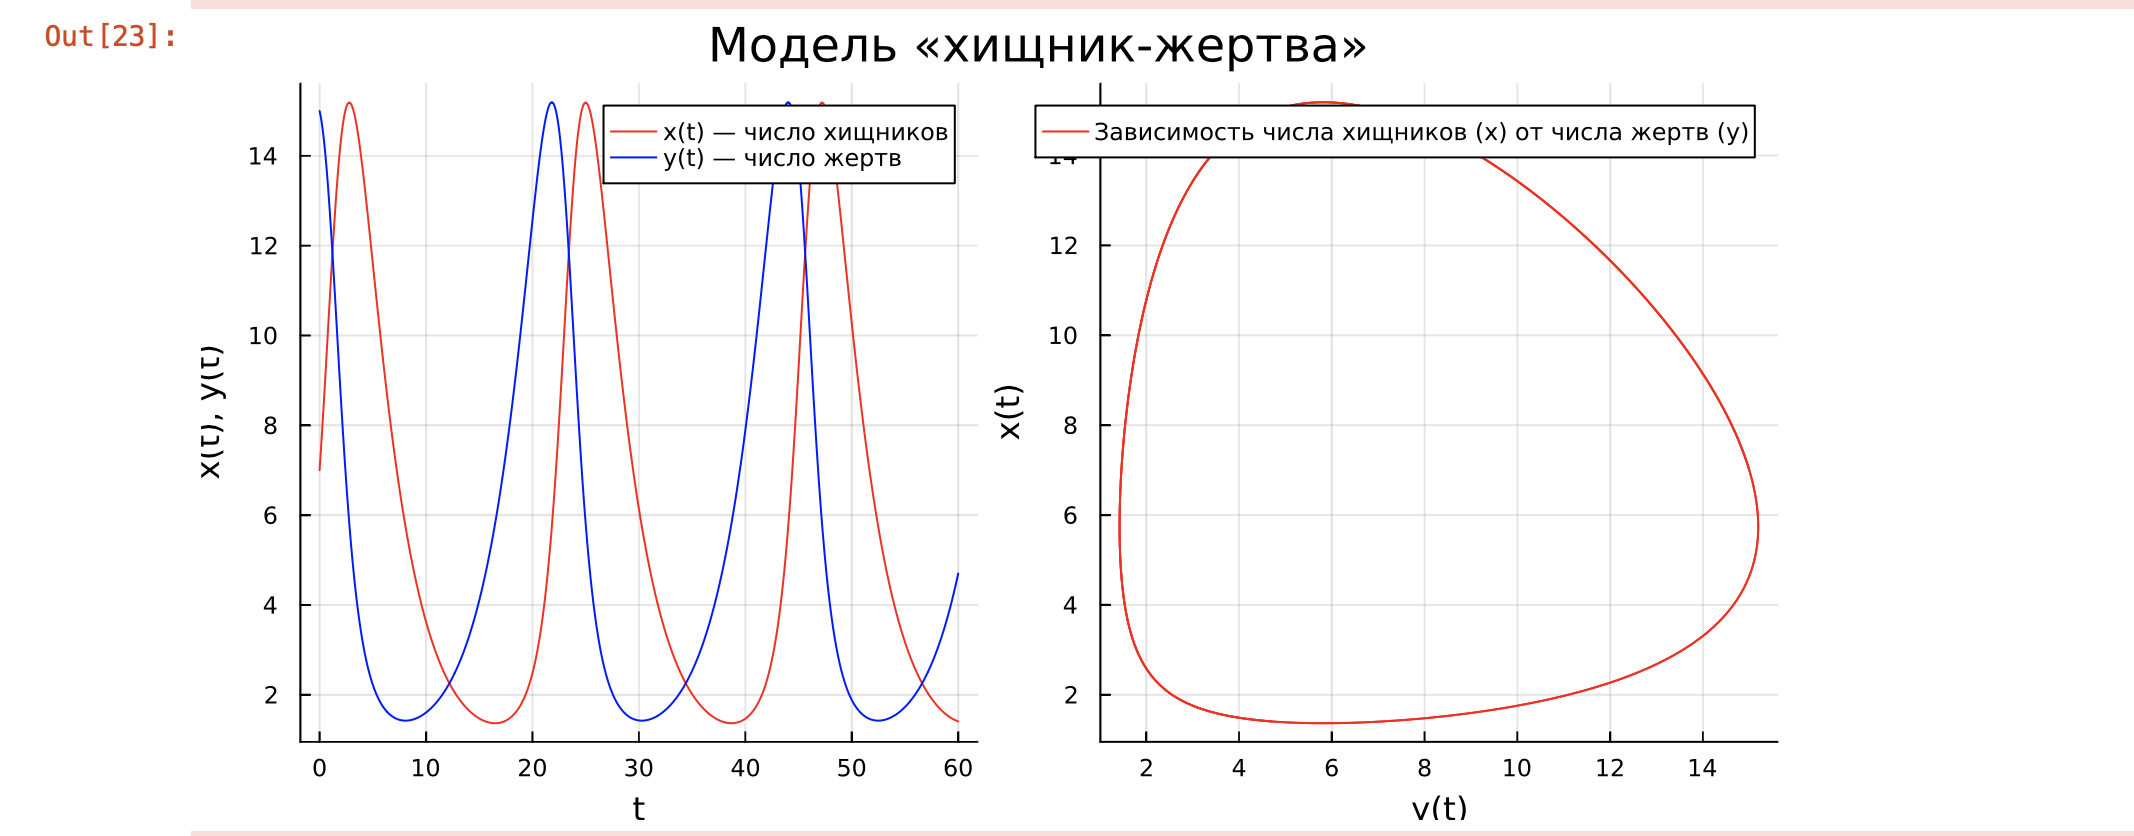 Out[23]:
Модель «хищник-жертва»
x(t) — число хищников
y(t) — число жертв
x(t), y(t)
14
12
10
8
6
4
2
0 10 20 30 40 50 60
t
Зависимость числа хищников (x) от числа жертв (y)
x(t)
14
12
10
8
6
4
2
2 4 6 8 10 12 14
y(t)